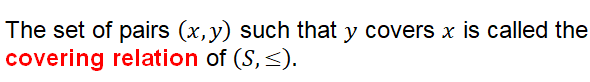 The set of pairs (x,y) such that y covers x is called the
covering relation of (S,≤).